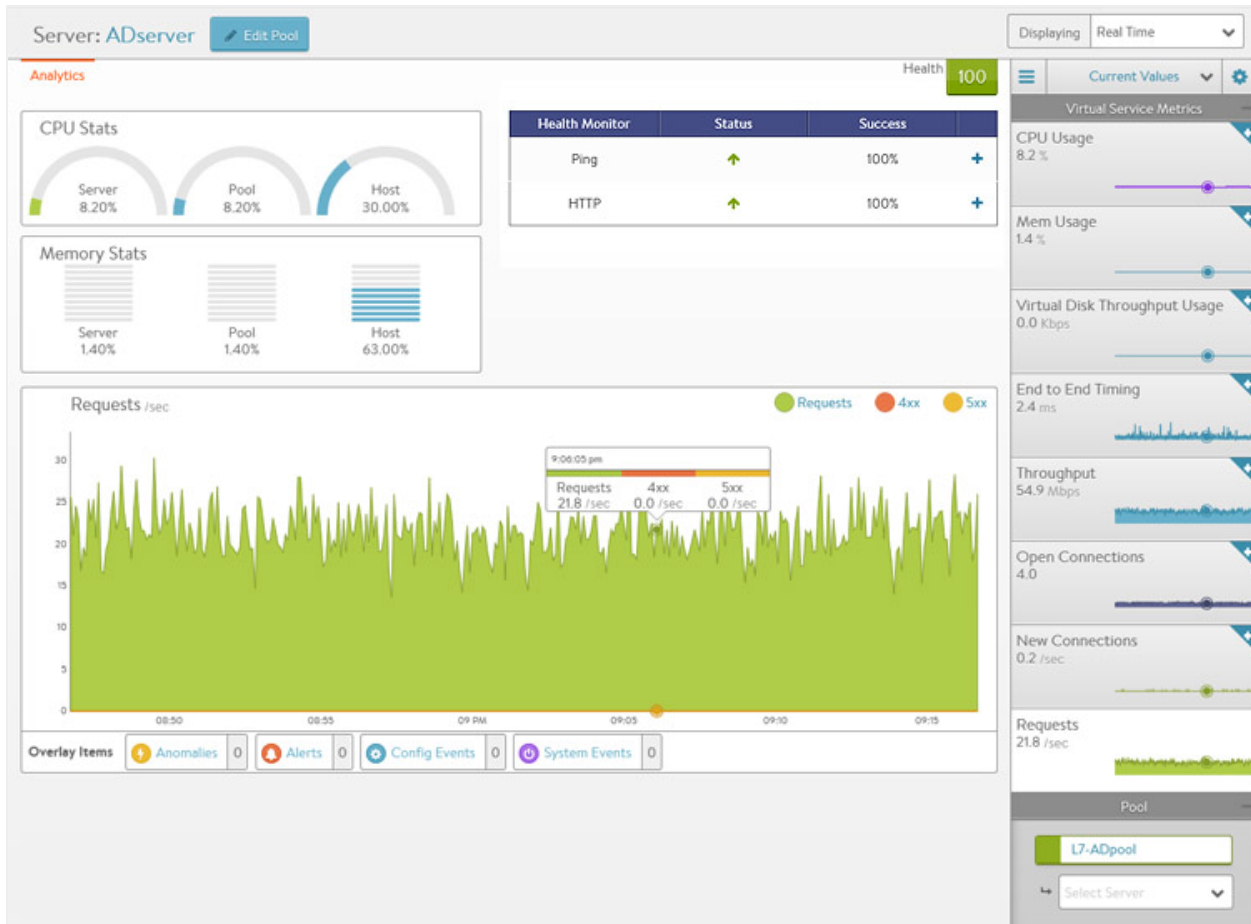 Server: ADserver
Edit Pool
Displaying
Real Time
Analytics
Health
100
Current Values
Virtual Service Metrics
CPU Stats
Server
8.20%
Pool
8.20%
Host
30.00%
Health Monitor Status Success
Ping 100%
HTTP 100%
Memory Stats
Server
1.40%
Pool
1.40%
Host
63.00%
CPU Usage
8.2 %
Mem Usage
1.4 %
Virtual Disk Throughput Usage
0.0 Kbps
End to End Timing
2.4 ms
Throughput
54.9 Mbps
Open Connections
4.0
New Connections
0.2 /sec
Requests
21.8 /sec
Requests /sec
Requests 4xx 5xx
9:06:05 pm
Requests 4xx 5xx
21.8 /sec 0.0 /sec 0.0 /sec
30
25
20
15
10
5
0
08:50 08:55 09 PM 09:05 09:10 09:15
Overlay Items
Anomalies 0
Alerts 0
Config Events 0
System Events 0
Pool
L7-ADpool
Select Server